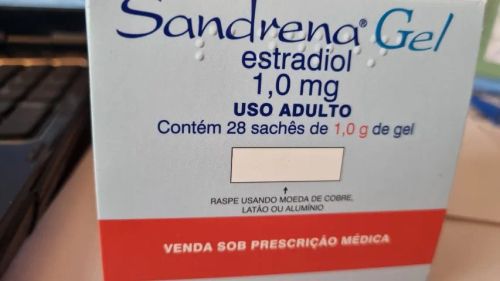 Sandrena® Gel
estradiol
1,0 mg
USO ADULTO
Contém 28 sachês de 1,0 g de gel
RASPE USANDO MOEDA DE COBRE,
LATÃO OU ALUMÍNIO
VENDA SOB PRESCRIÇÃO MÉDICA